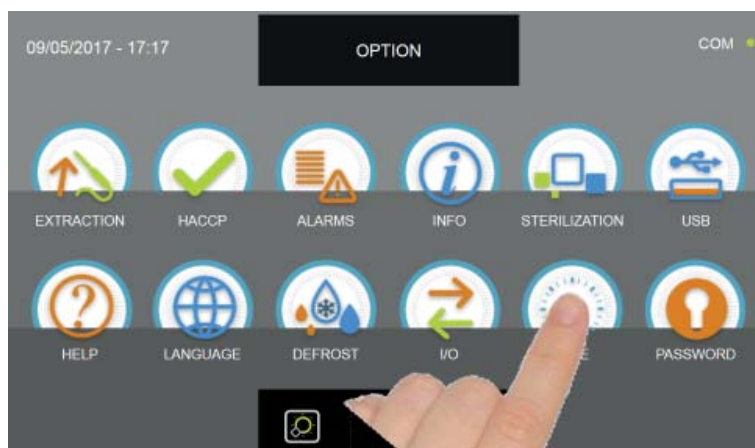 09/05/2017 - 17:17
OPTION
COM
EXTRACTION
HACCP
ALARMS
INFO
STERILIZATION
USB
HELP
LANGUAGE
DEFROST
I/O
PASSWORD